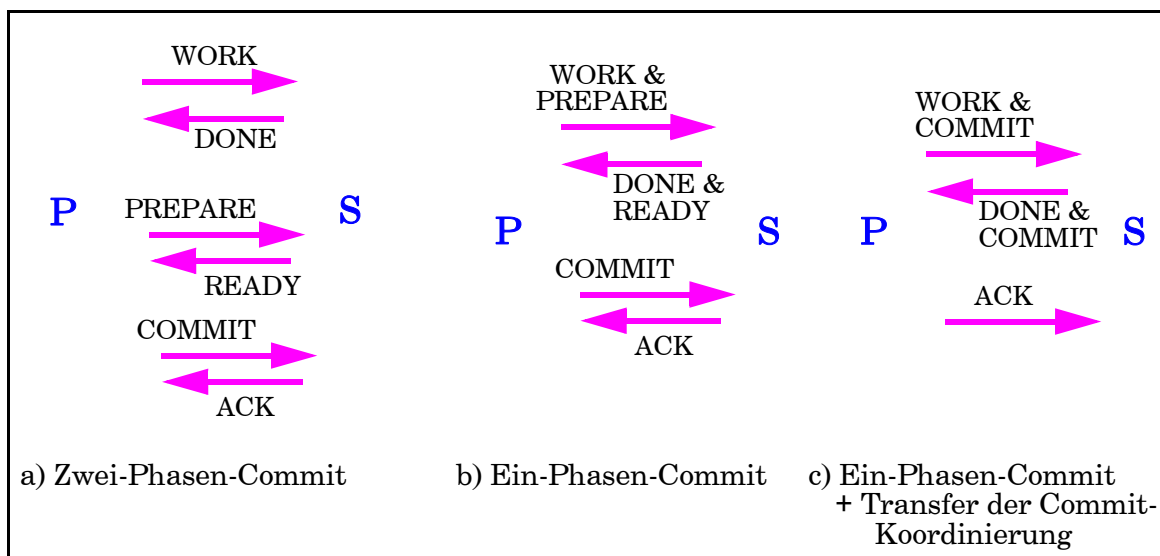 WORK
DONE
P
S
PREPARE
READY
COMMIT
ACK
a) Zwei-Phasen-Commit
WORK &
PREPARE
DONE &
READY
P
S
COMMIT
ACK
b) Ein-Phasen-Commit
WORK &
COMMIT
DONE &
COMMIT
P
S
ACK
c) Ein-Phasen-Commit
+ Transfer der Commit-
Koordinierung